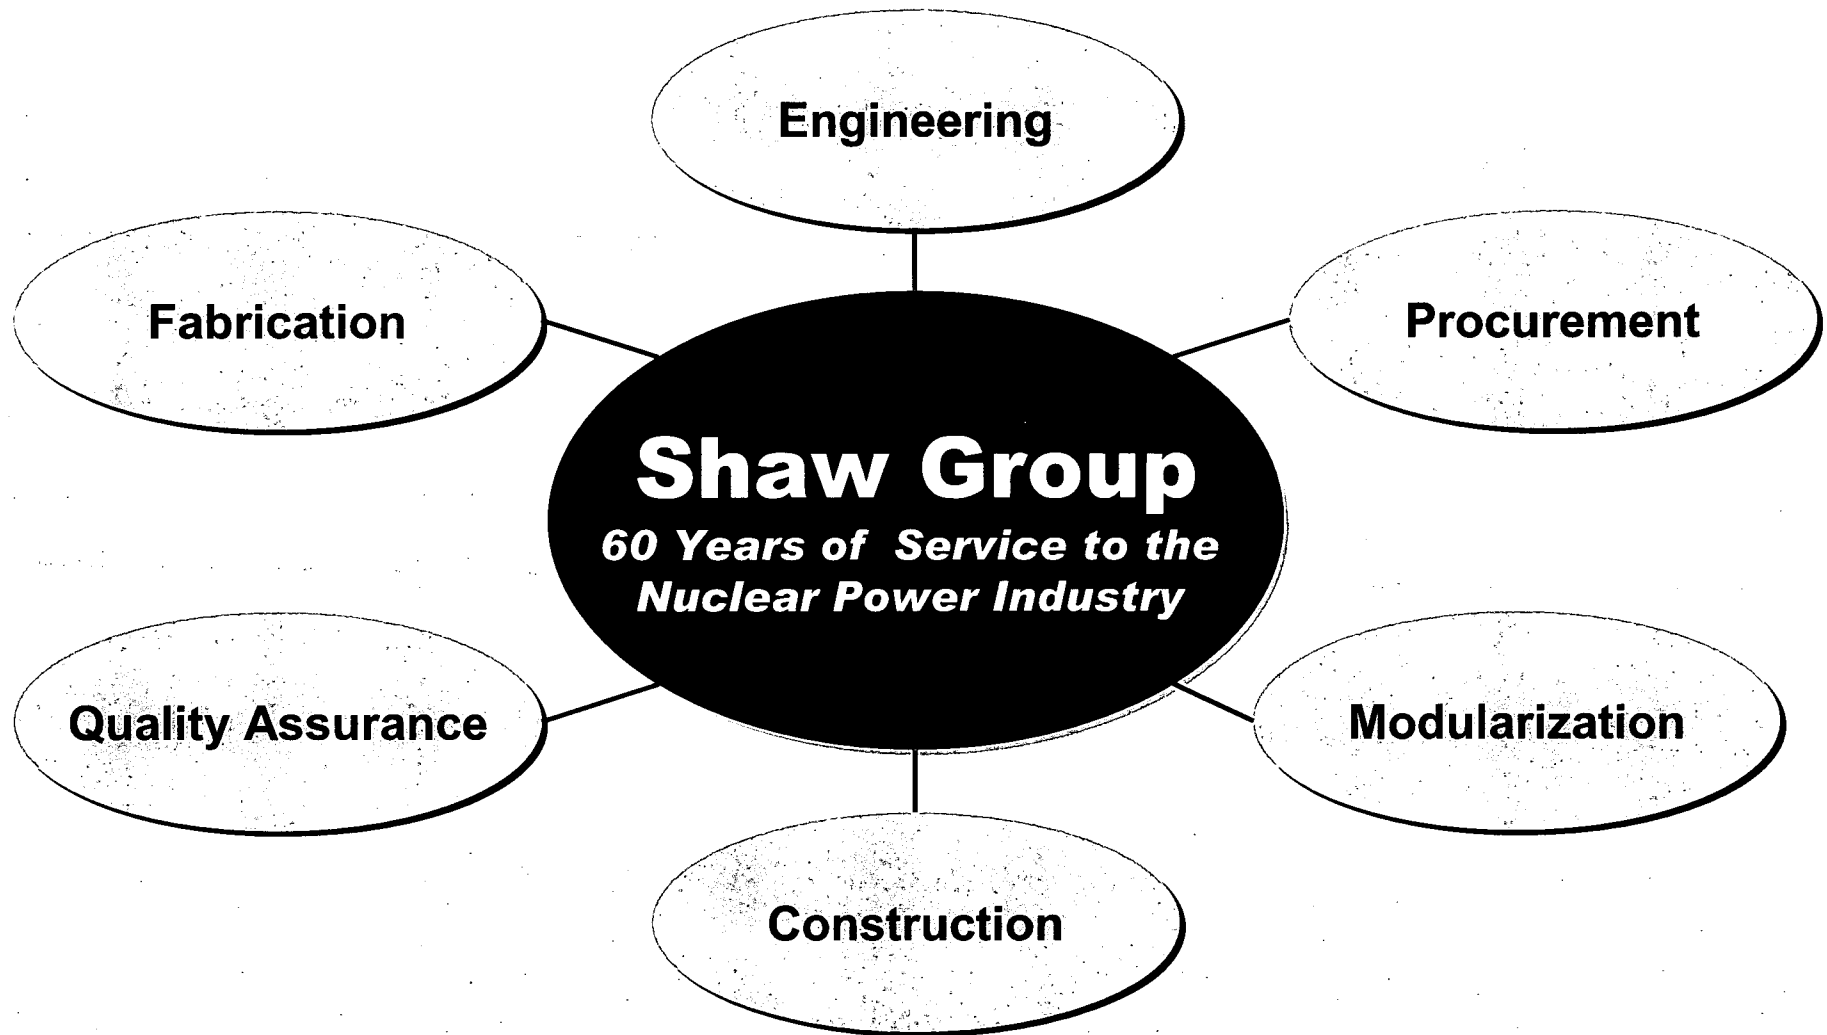 Engineering
Fabrication
Procurement
Shaw Group
60 Years of Service to the
Nuclear Power Industry
Quality Assurance
Modularization
Construction